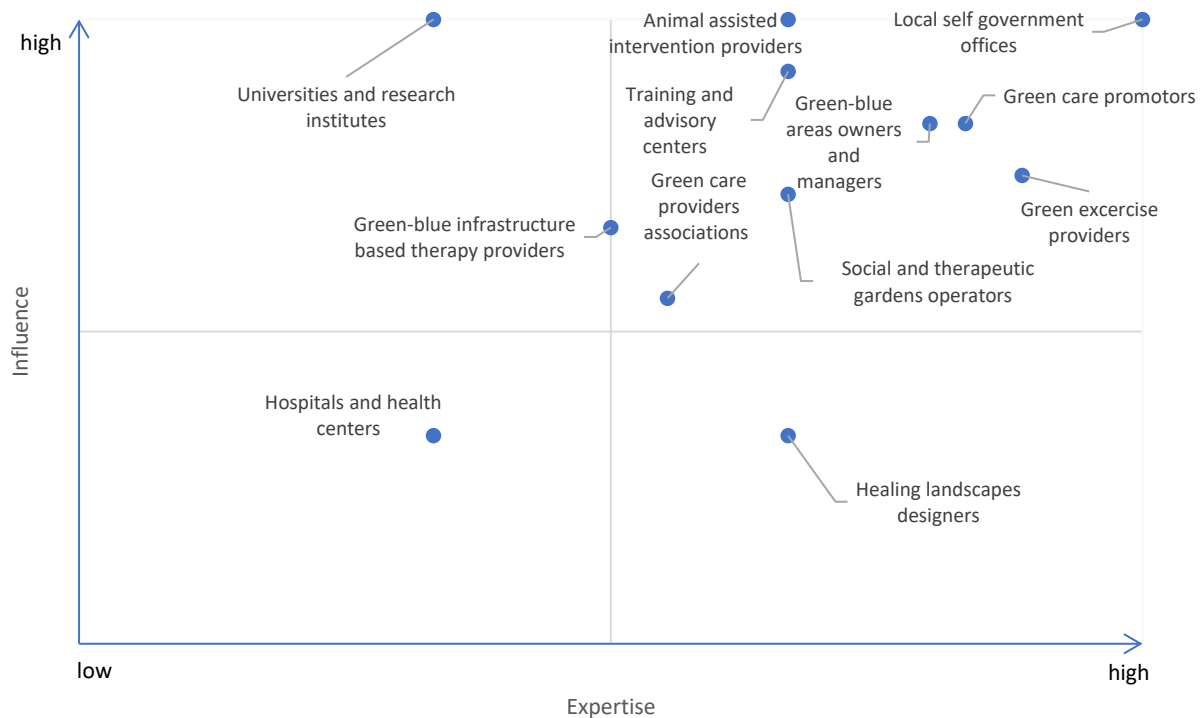 high
Animal assisted
intervention providers
Local self government
offices
Universities and research
institutes
Training and
advisory
centers
Green-blue
areas owners
and
managers
Green care promotors
Green care
providers
associations
Green excercise
providers
Green-blue infrastructure
based therapy providers
Social and therapeutic
gardens operators
Influence
Hospitals and health
centers
Healing landscapes
designers
low
high
Expertise